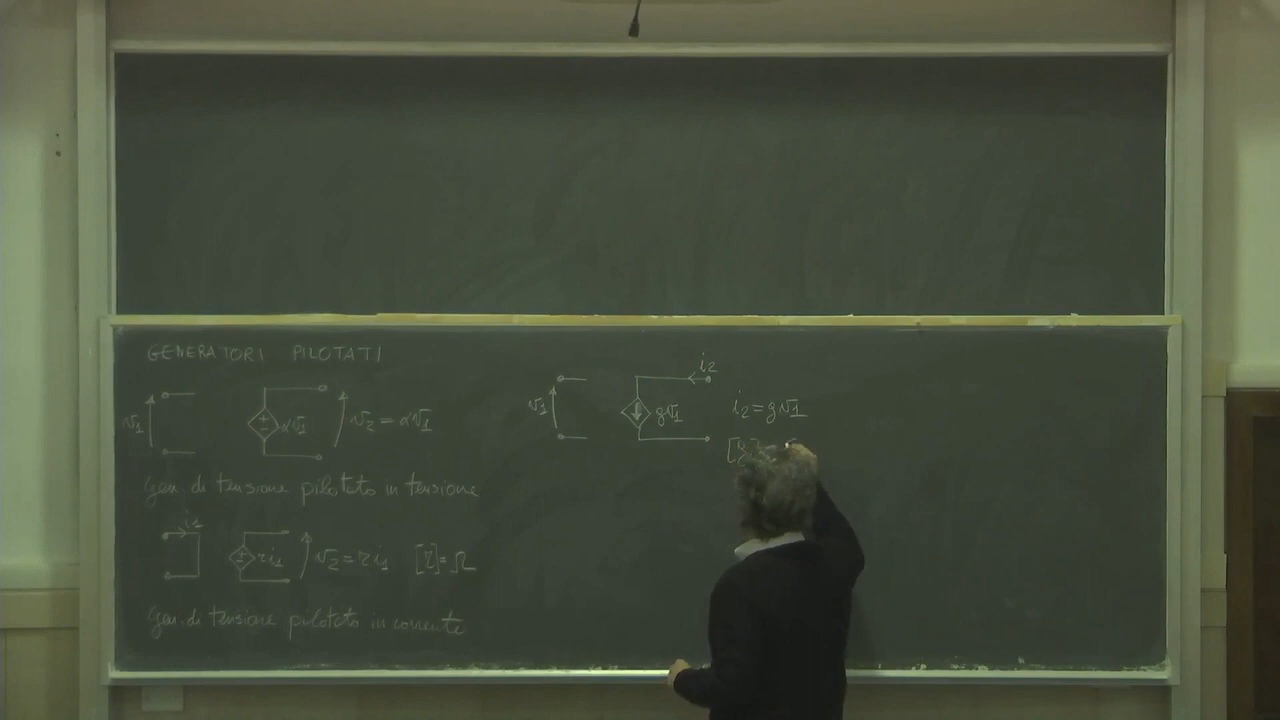 GENERATORI PILOTATI
v1 αv1 v2 = αv1
Gen. di tensione pilotato in tensione
i1
ri1 v2 = ri1 [r] = Ω
Gen. di tensione pilotato in corrente
i2
v1 gv1 i2 = gv1
[g]